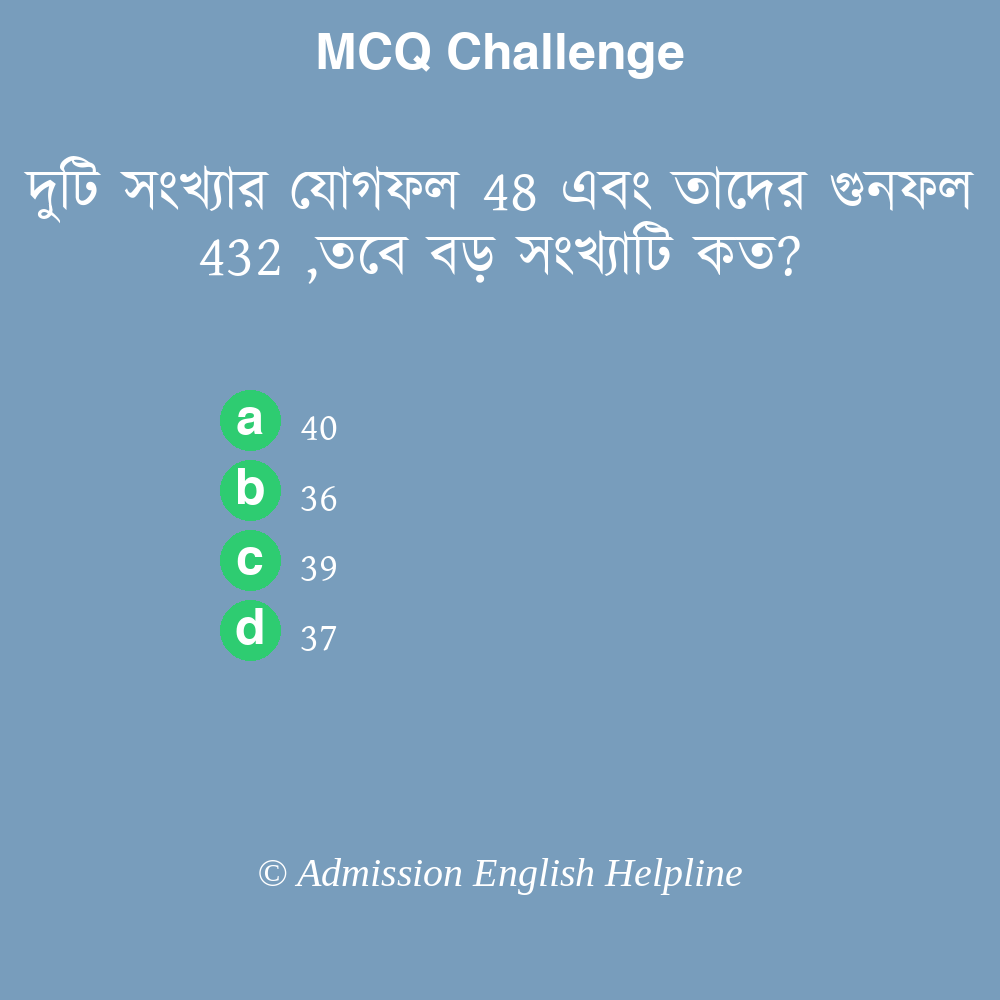 MCQ Challenge
দুটি সংখ্যার যোগফল 48 এবং তাদের গুনফল
432 ,তবে বড় সংখ্যাটি কত?
a 40
b 36
c 39
d 37
© Admission English Helpline